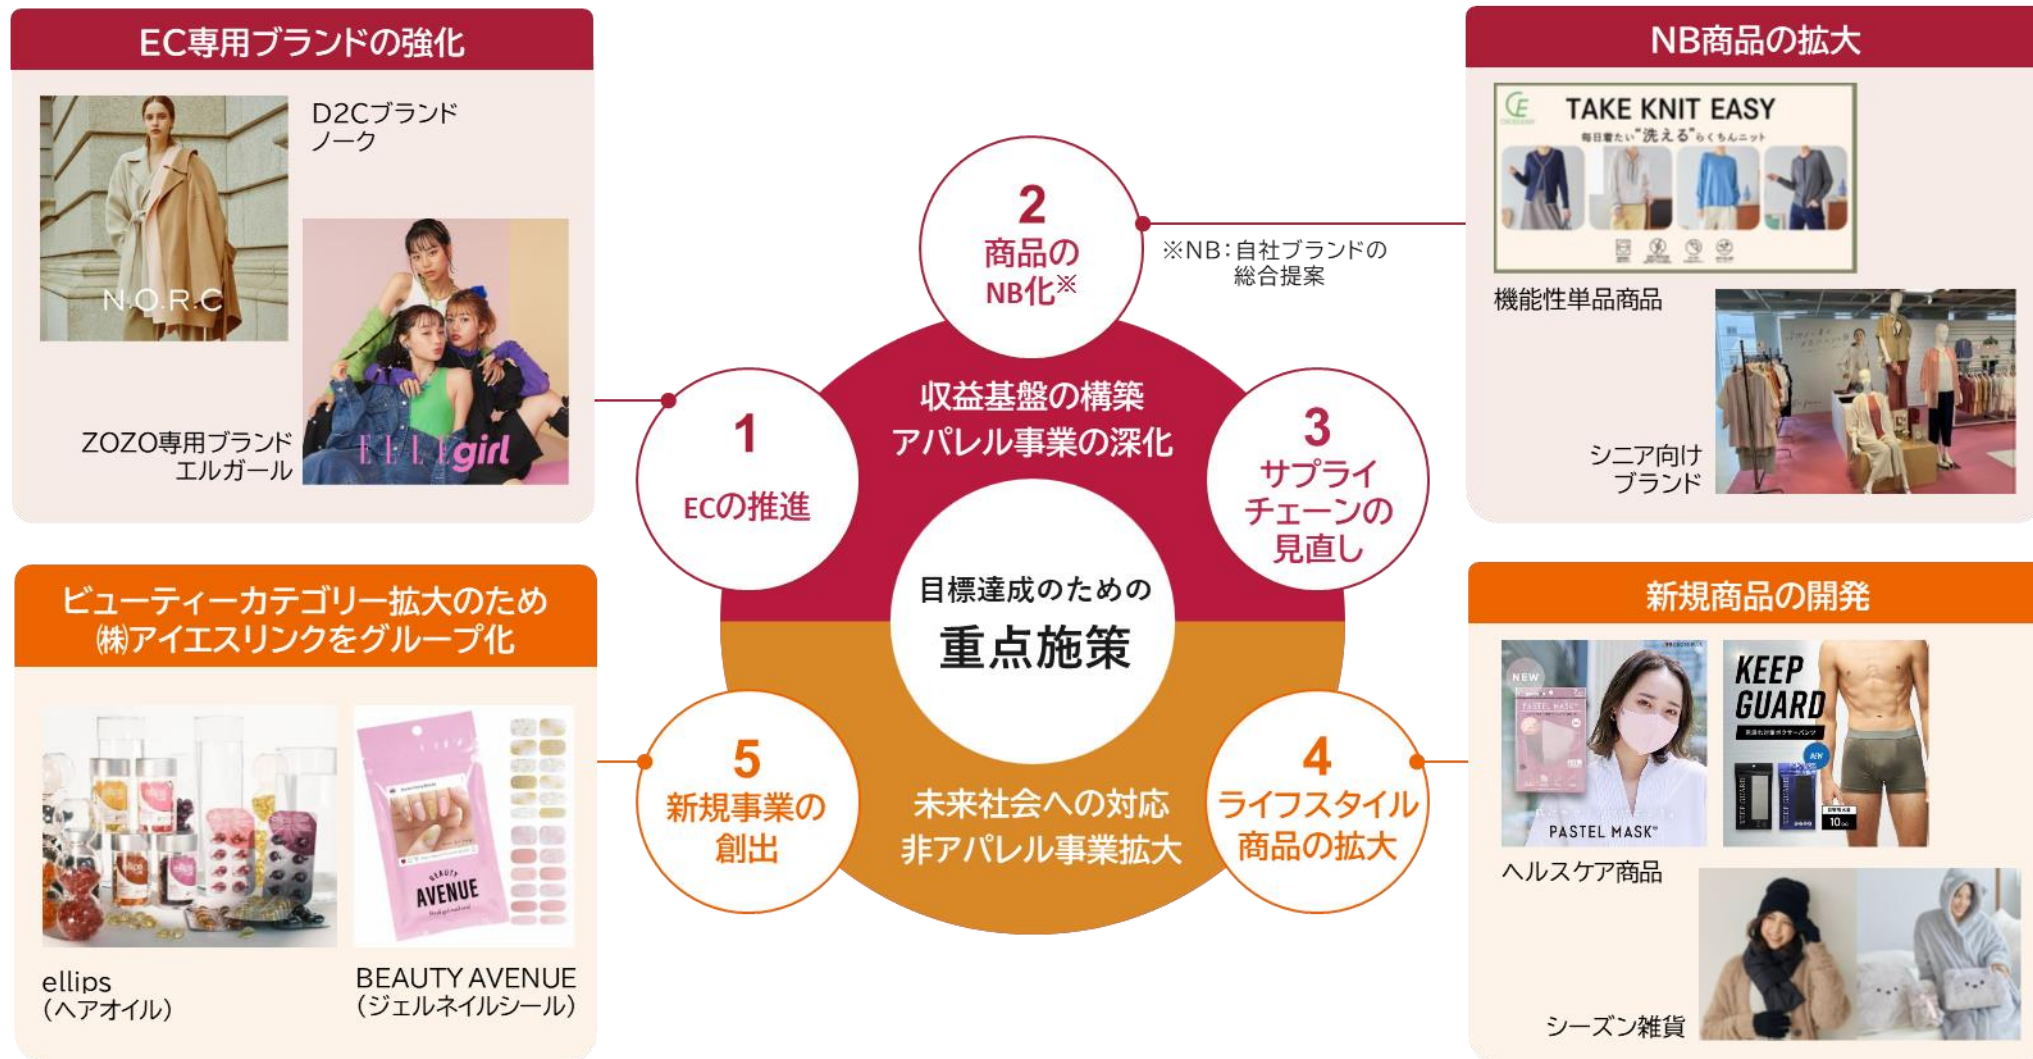 EC専用ブランドの強化
D2Cブランド
ノーク
N.O.R.C
ELLEgirl
ZOZO専用ブランド
エルガール
NB商品の拡大
TAKE KNIT EASY
毎日着たい"洗える"らくちんニット
機能性単品商品
シニア向け
ブランド
2
商品の
NB化※
※NB：自社ブランドの
総合提案
収益基盤の構築
アパレル事業の深化
1
ECの推進
3
サプライ
チェーンの
見直し
目標達成のための
重点施策
5
新規事業の
創出
未来社会への対応
非アパレル事業拡大
4
ライフスタイル
商品の拡大
ビューティーカテゴリー拡大のため
㈱アイエスリンクをグループ化
BEAUTY
AVENUE
ellips
（ヘアオイル）
BEAUTY AVENUE
（ジェルネイルシール）
新規商品の開発
NEW
PASTEL MASK
PASTEL MASK
KEEP
GUARD
NEW
KEEP GUARD
10
ヘルスケア商品
シーズン雑貨